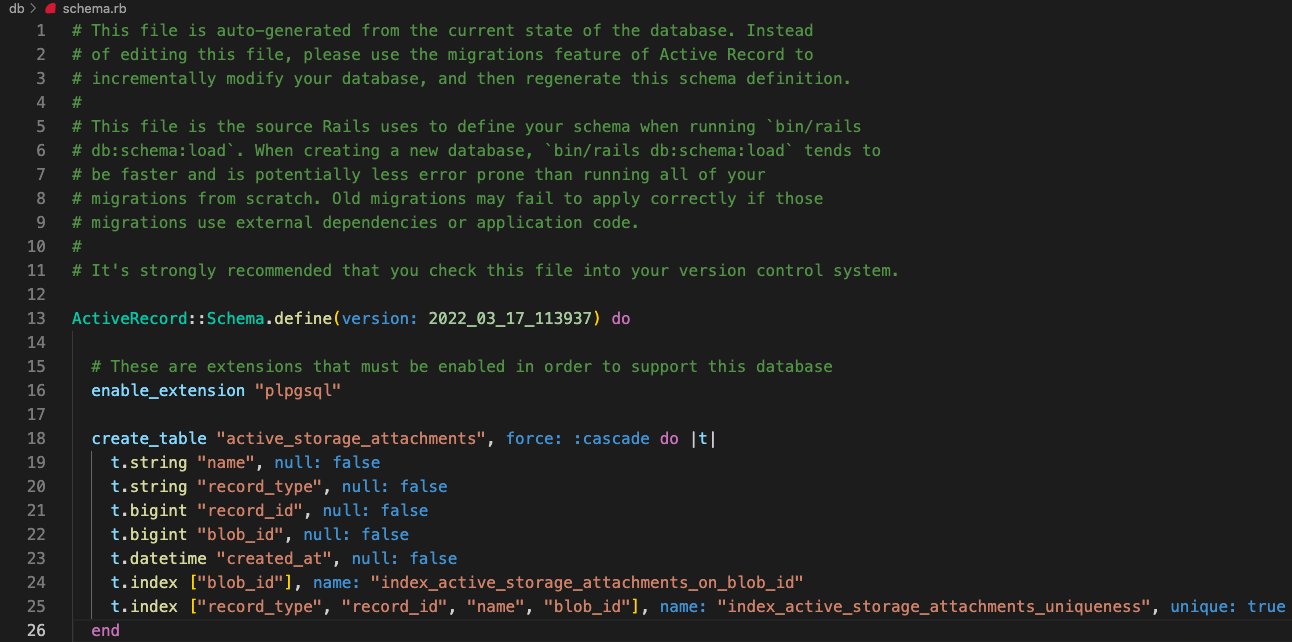 db > schema.rb
1 # This file is auto-generated from the current state of the database. Instead
2 # of editing this file, please use the migrations feature of Active Record to
3 # incrementally modify your database, and then regenerate this schema definition.
4 #
5 # This file is the source Rails uses to define your schema when running `bin/rails
6 # db:schema:load`. When creating a new database, `bin/rails db:schema:load` tends to
7 # be faster and is potentially less error prone than running all of your
8 # migrations from scratch. Old migrations may fail to apply correctly if those
9 # migrations use external dependencies or application code.
10 #
11 # It's strongly recommended that you check this file into your version control system.
12
13 ActiveRecord::Schema.define(version: 2022_03_17_113937) do
14
15   # These are extensions that must be enabled in order to support this database
16   enable_extension "plpgsql"
17
18   create_table "active_storage_attachments", force: :cascade do |t|
19     t.string "name", null: false
20     t.string "record_type", null: false
21     t.bigint "record_id", null: false
22     t.bigint "blob_id", null: false
23     t.datetime "created_at", null: false
24     t.index ["blob_id"], name: "index_active_storage_attachments_on_blob_id"
25     t.index ["record_type", "record_id", "name", "blob_id"], name: "index_active_storage_attachments_uniqueness", unique: true
26   end